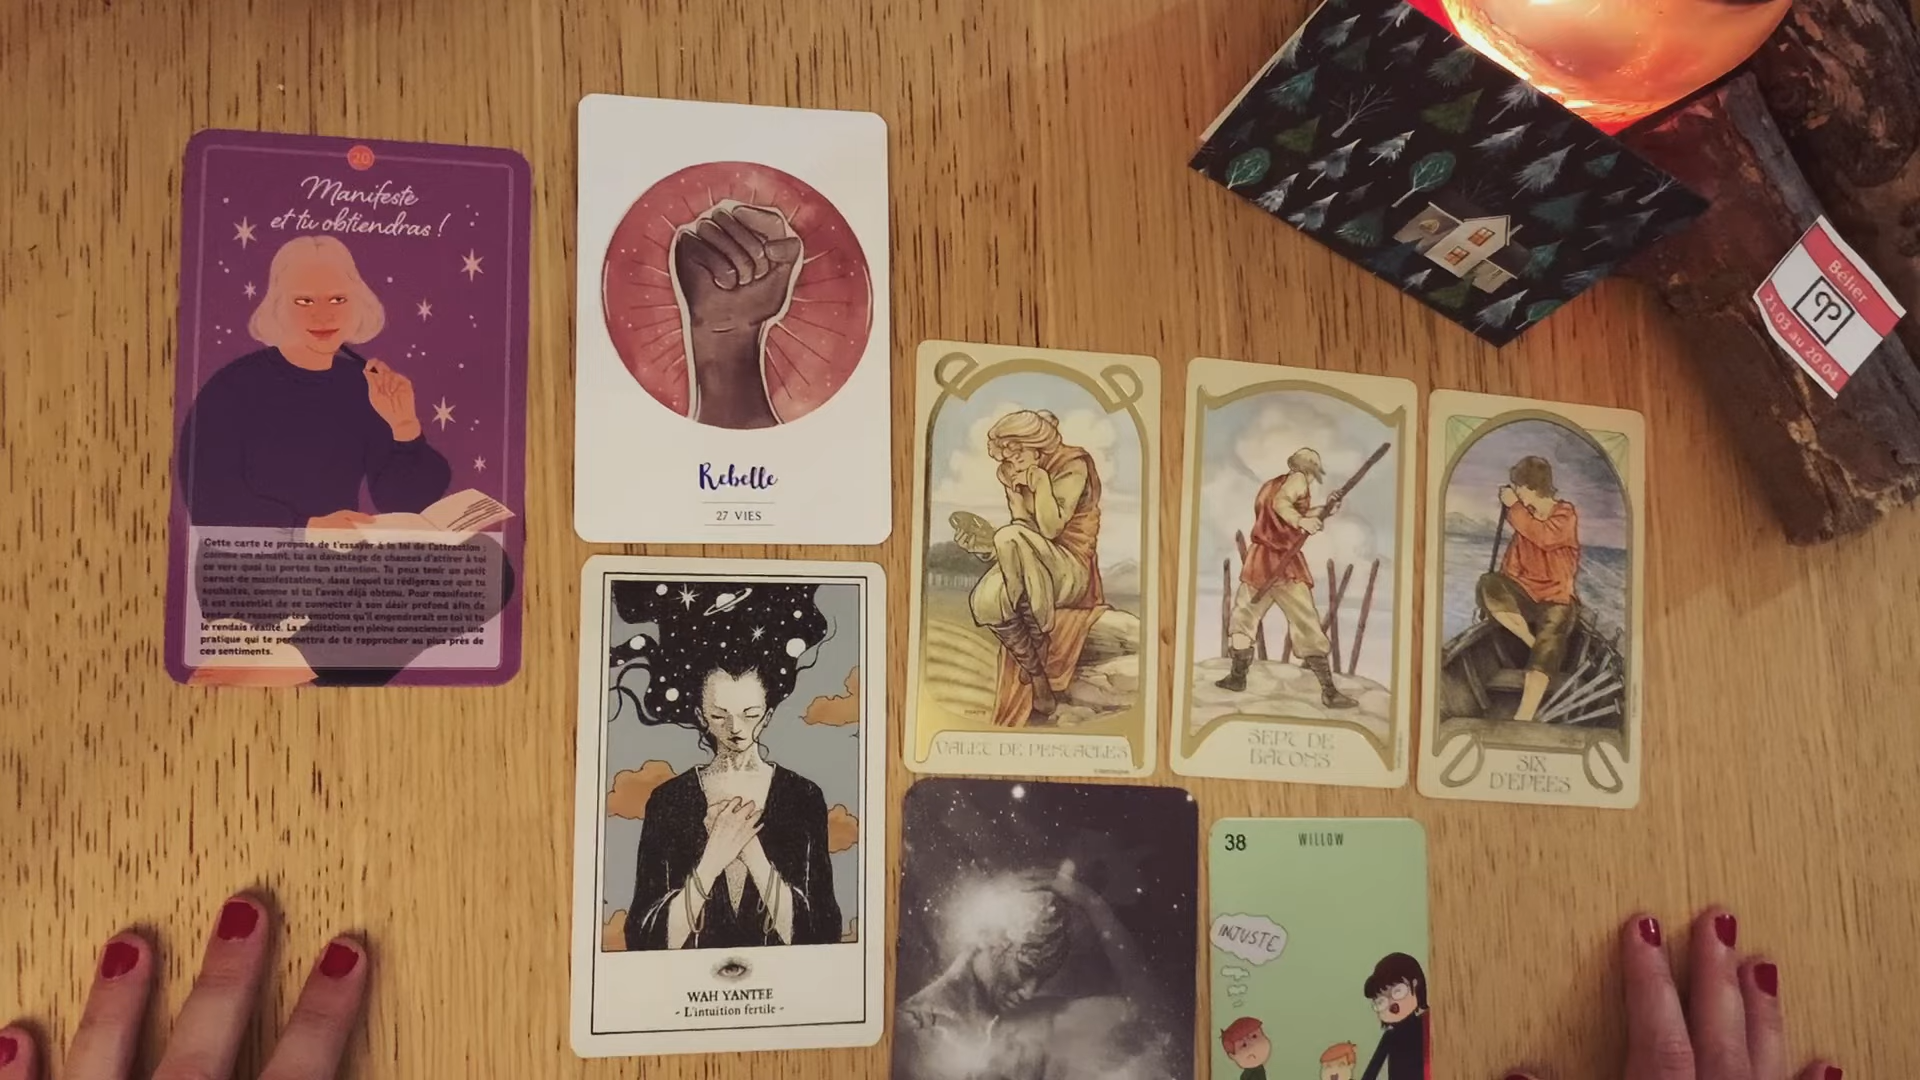 20
Manifeste
et tu obtiendras !
Cette carte te propose de t'essayer à la loi de l'attraction :
comme un aimant, tu as davantage de chances d'attirer à toi
ce vers quoi tu portes ton attention. Tu peux tenir un petit
carnet de manifestations, dans lequel tu rédigeras ce que tu
souhaites, comme si tu l'avais déjà obtenu. Pour manifester,
il est essentiel de se connecter à son désir profond afin de
tenter de ressentir les émotions qu'il engendrerait en toi si tu
le rendais réalité. La méditation en pleine conscience est une
pratique qui te permettra de te rapprocher au plus près de
ces sentiments.
Rebelle
27 VIES
WAH YANTEE
- L'intuition fertile -
VALET DE PENTACLES
SEPT DE
BÂTONS
SIX
D'ÉPÉES
38
WILLOW
INJUSTE
Bélier
21.03 au 20.04